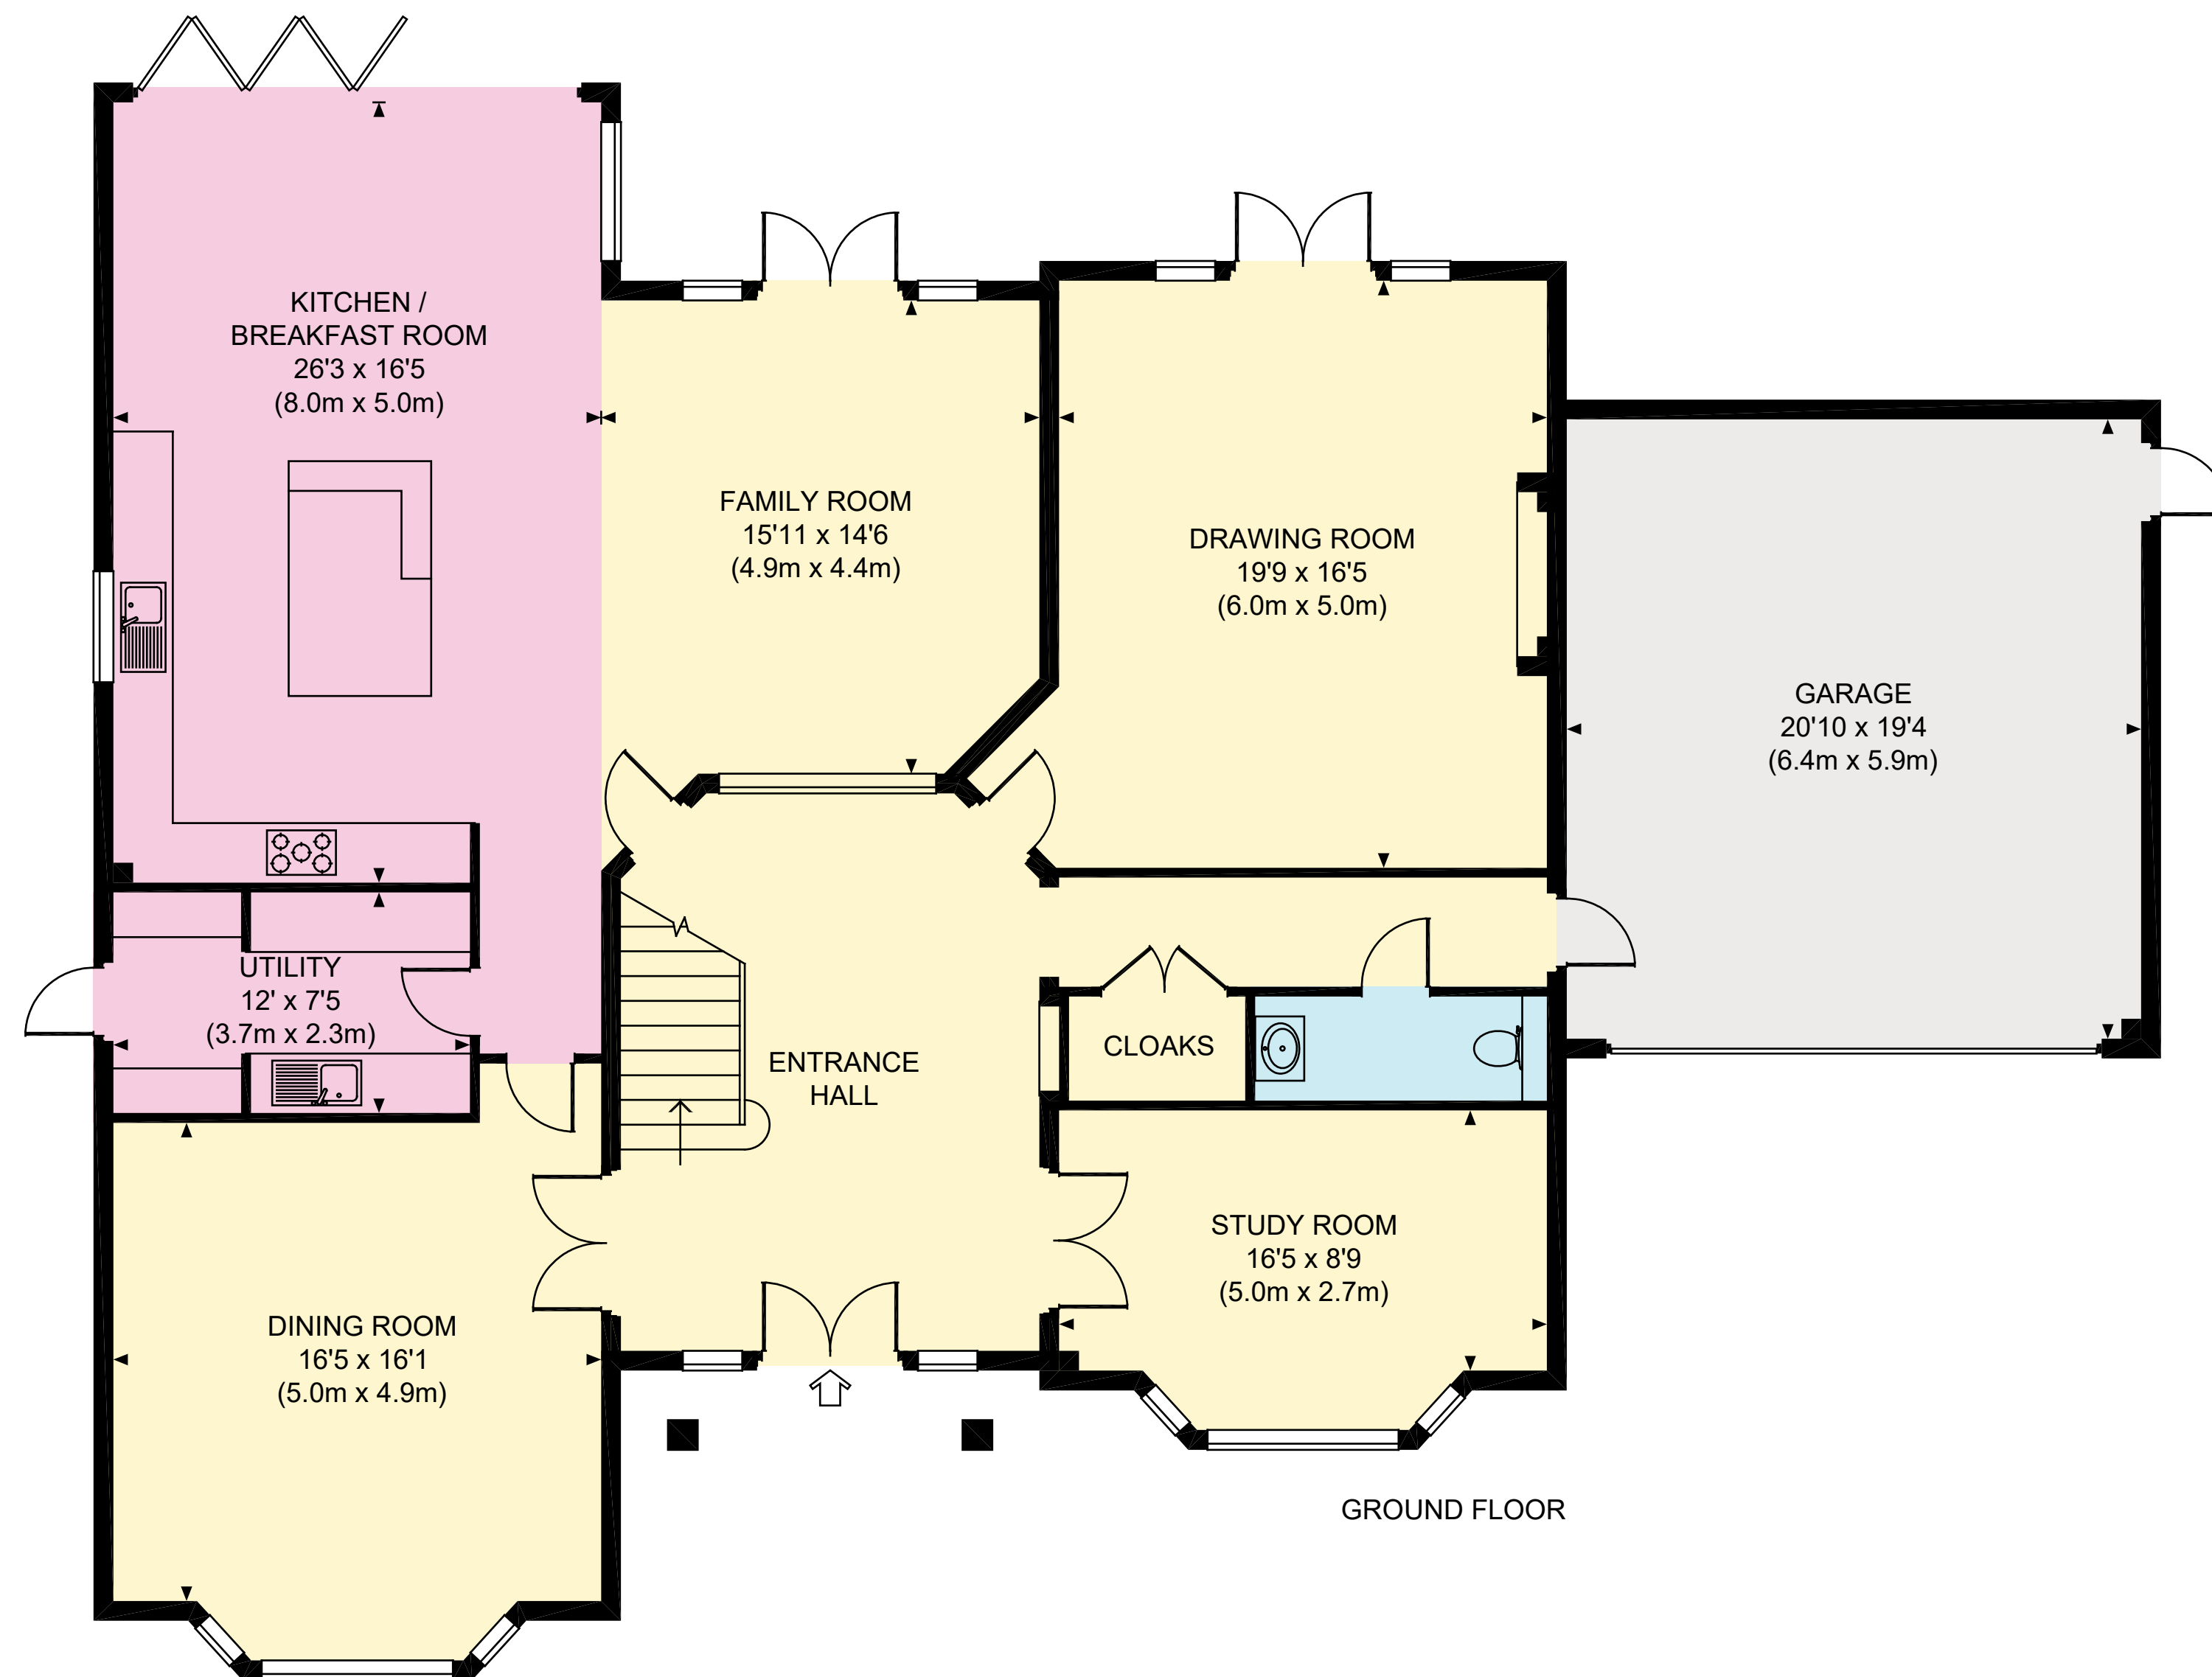 KITCHEN /
BREAKFAST ROOM
26'3 x 16'5
(8.0m x 5.0m)
FAMILY ROOM
15'11 x 14'6
(4.9m x 4.4m)
DRAWING ROOM
19'9 x 16'5
(6.0m x 5.0m)
GARAGE
20'10 x 19'4
(6.4m x 5.9m)
UTILITY
12' x 7'5
(3.7m x 2.3m)
ENTRANCE
HALL
CLOAKS
STUDY ROOM
16'5 x 8'9
(5.0m x 2.7m)
DINING ROOM
16'5 x 16'1
(5.0m x 4.9m)
GROUND FLOOR